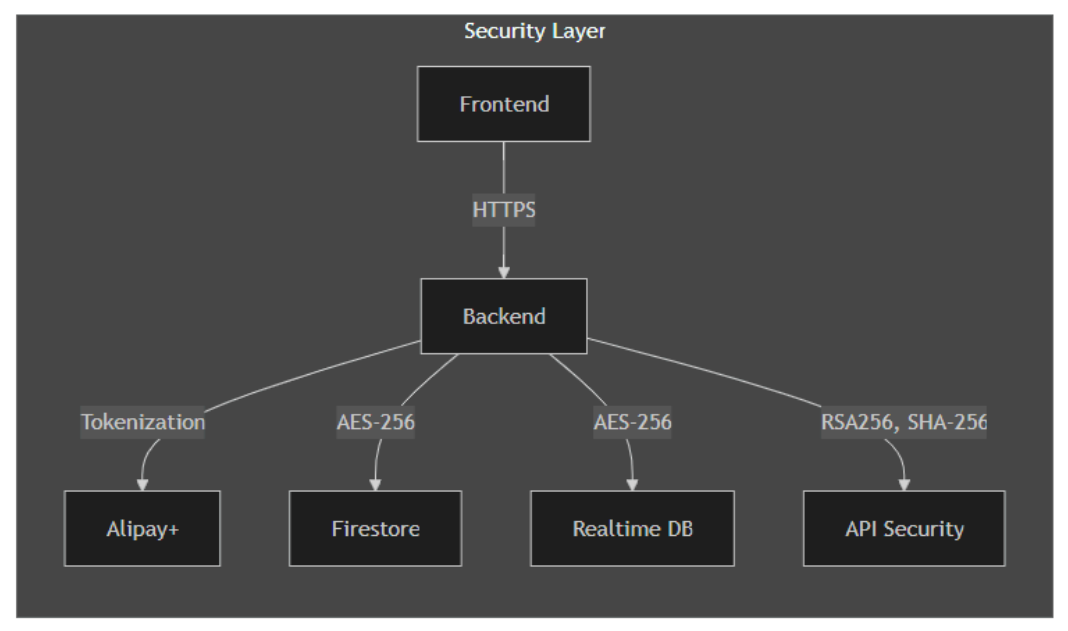 Security Layer
Frontend
HTTPS
Backend
Tokenization
AES-256
AES-256
RSA256, SHA-256
Alipay+
Firestore
Realtime DB
API Security